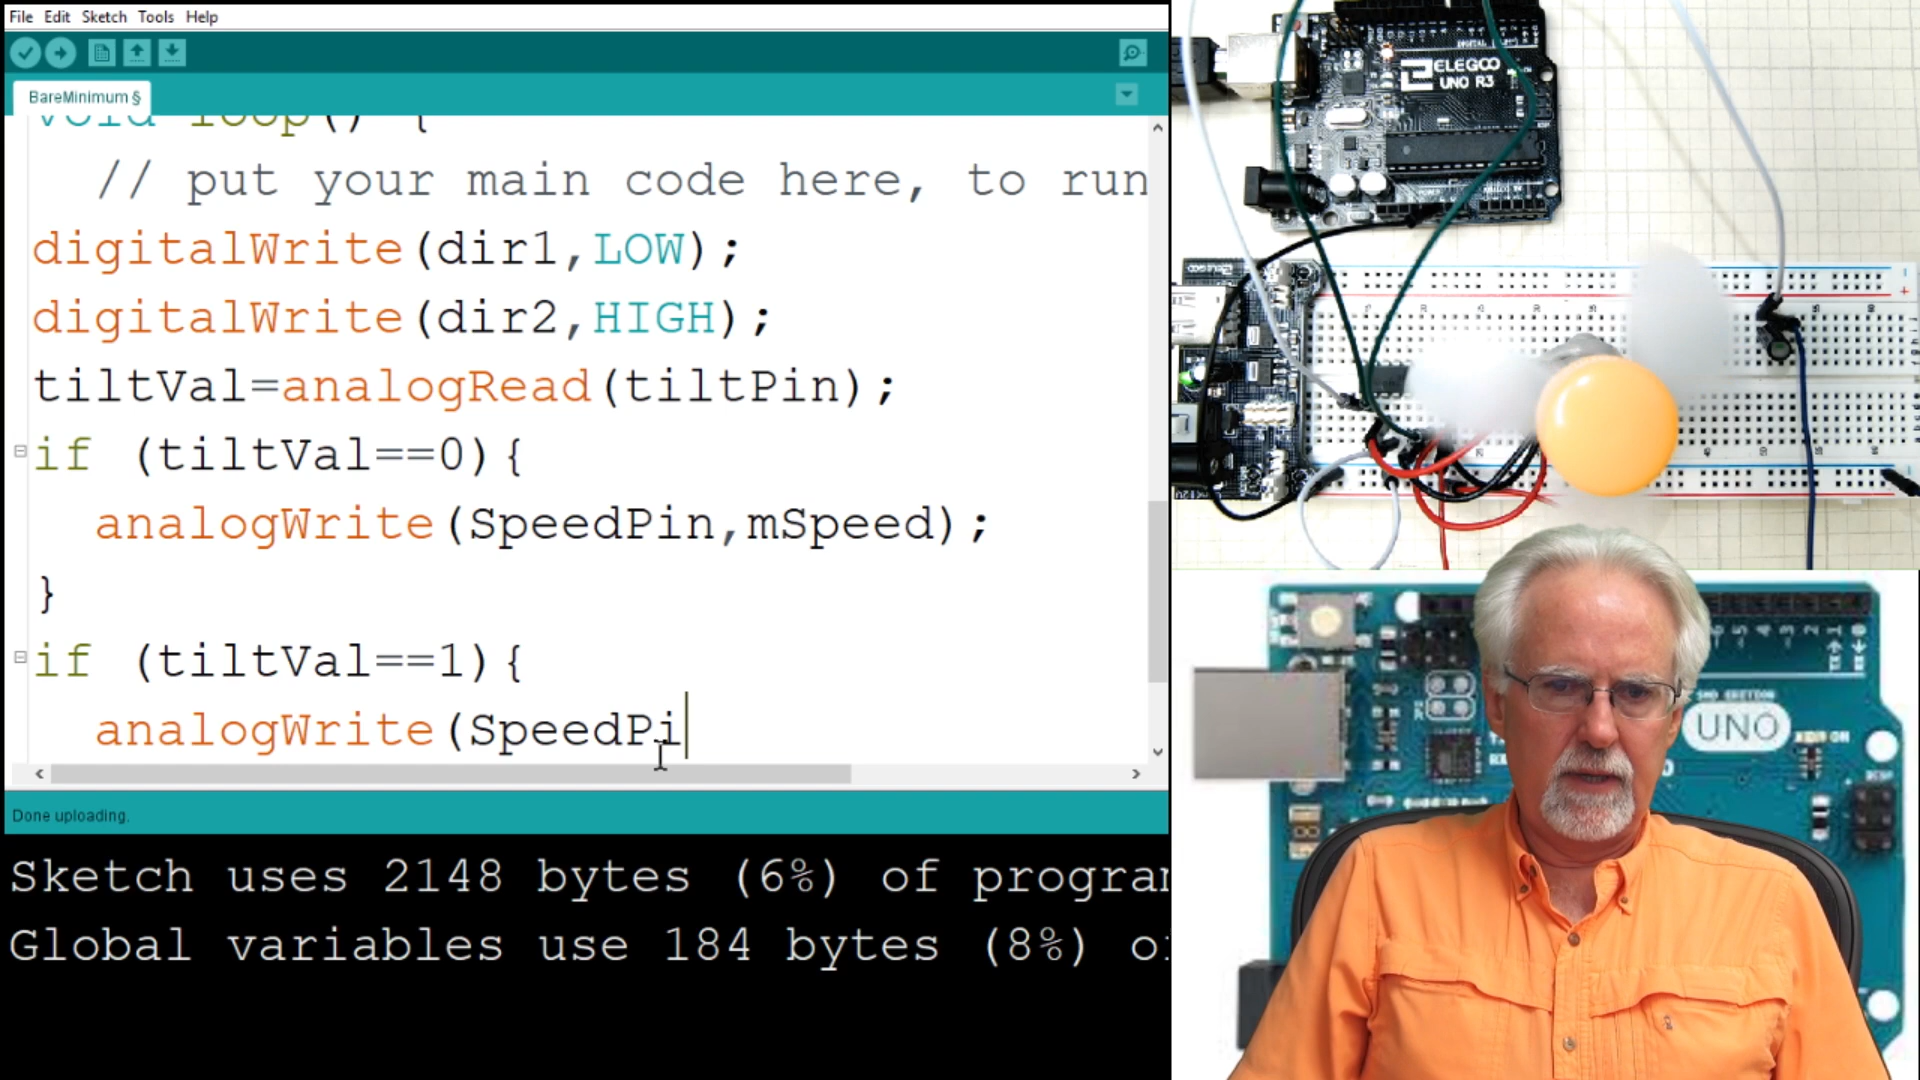 File Edit Sketch Tools Help
BareMinimum §
void loop() {
// put your main code here, to run
digitalWrite(dir1,LOW);
digitalWrite(dir2,HIGH);
tiltVal=analogRead(tiltPin);
if (tiltVal==0){
analogWrite(SpeedPin,mSpeed);
}
if (tiltVal==1){
analogWrite(SpeedPi
Done uploading.
Sketch uses 2148 bytes (6%) of progra
Global variables use 184 bytes (8%) o
ELEGOO
UNO R3
UNO